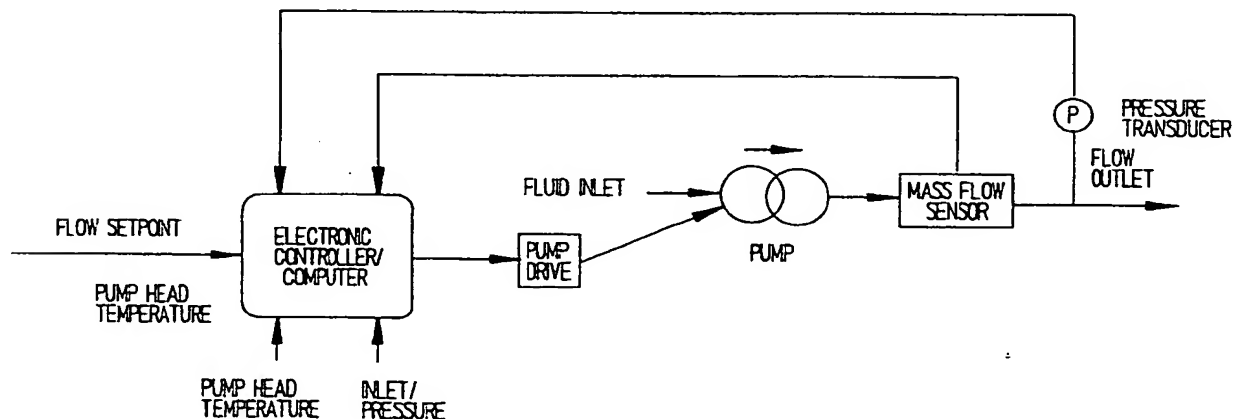 P
PRESSURE
TRANSDUCER
FLOW
OUTLET
FLUID INLET
MASS FLOW
SENSOR
FLOW SETPOINT
ELECTRONIC
CONTROLLER/
COMPUTER
PUMP
DRIVE
PUMP
PUMP HEAD
TEMPERATURE
PUMP HEAD
TEMPERATURE
INLET/
PRESSURE